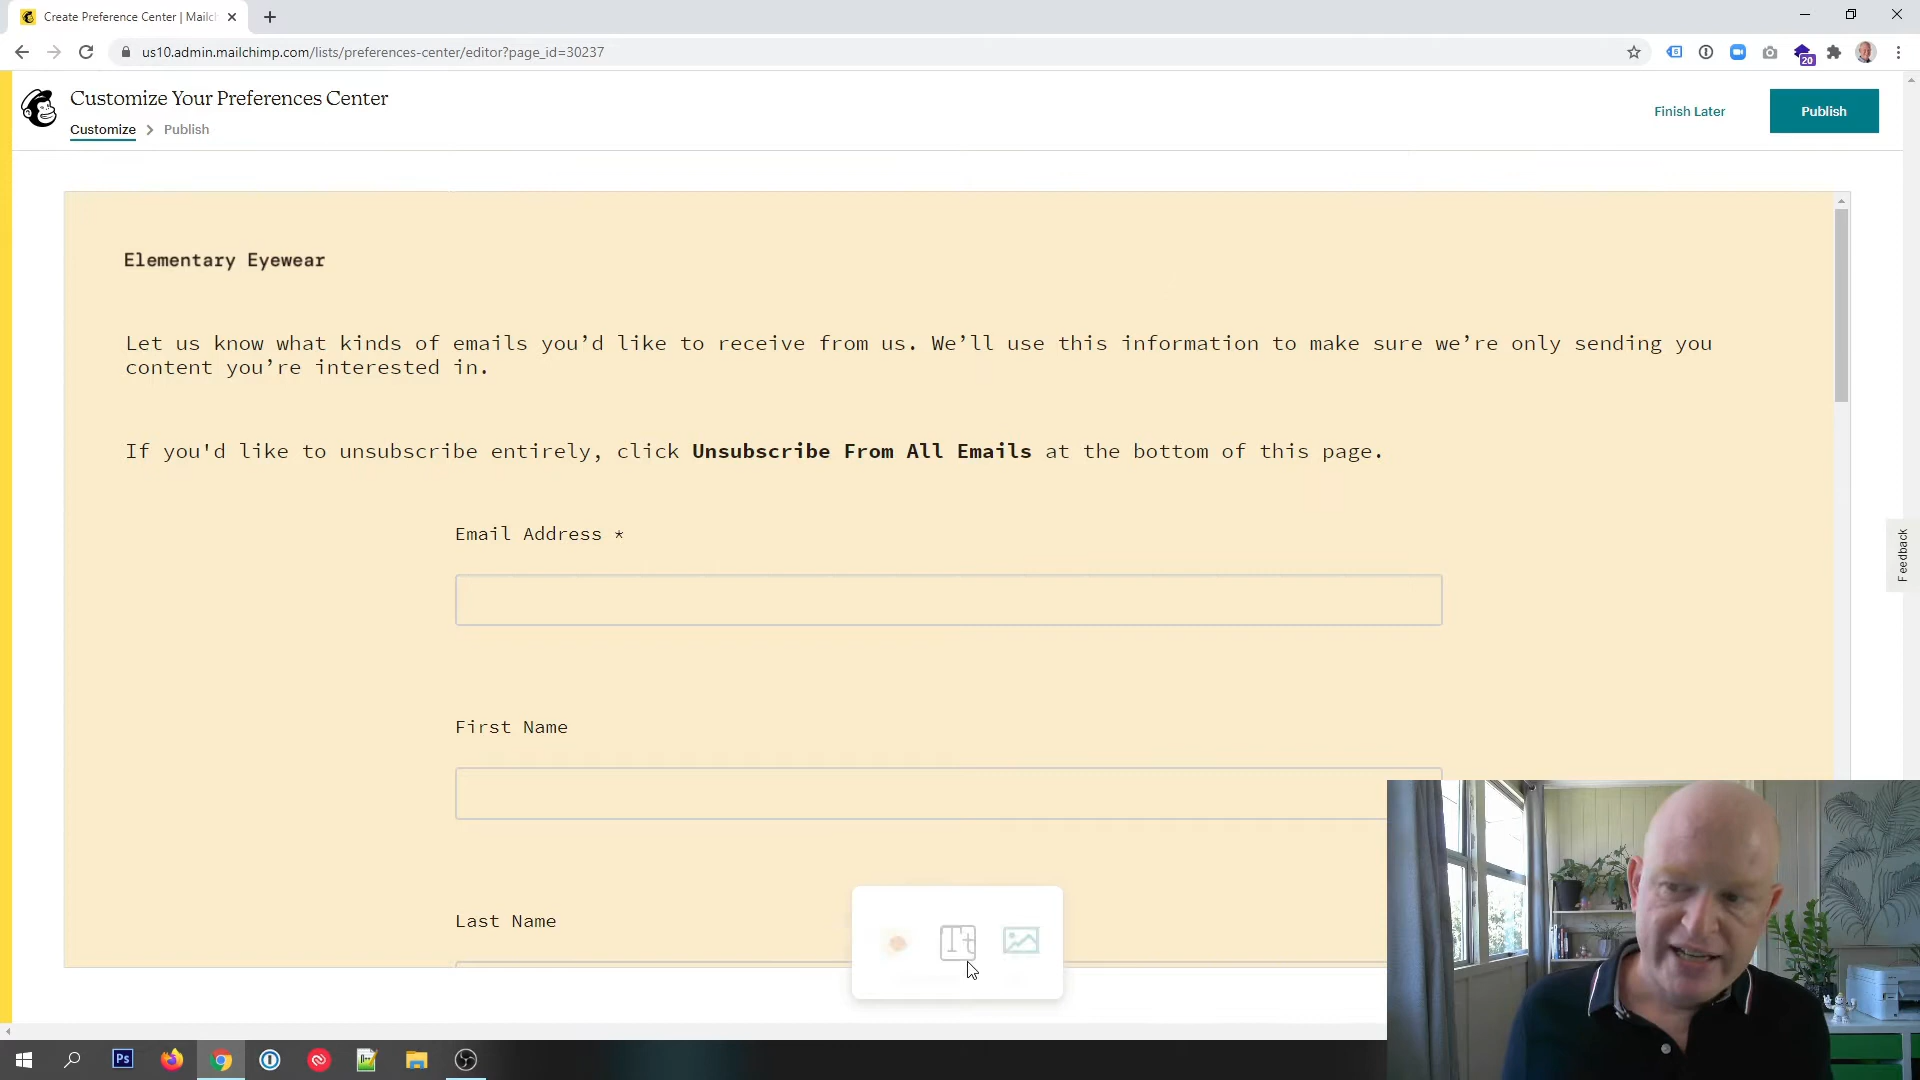 Create Preference Center | Mailch
us10.admin.mailchimp.com/lists/preferences-center/editor?page_id=30237
20
Customize Your Preferences Center
Customize
Publish
Finish Later
Publish
Elementary Eyewear
Let us know what kinds of emails you’d like to receive from us. We’ll use this information to make sure we’re only sending you
content you’re interested in.
If you'd like to unsubscribe entirely, click Unsubscribe From All Emails at the bottom of this page.
Email Address *
Feedback
First Name
Last Name
Tt
Ps